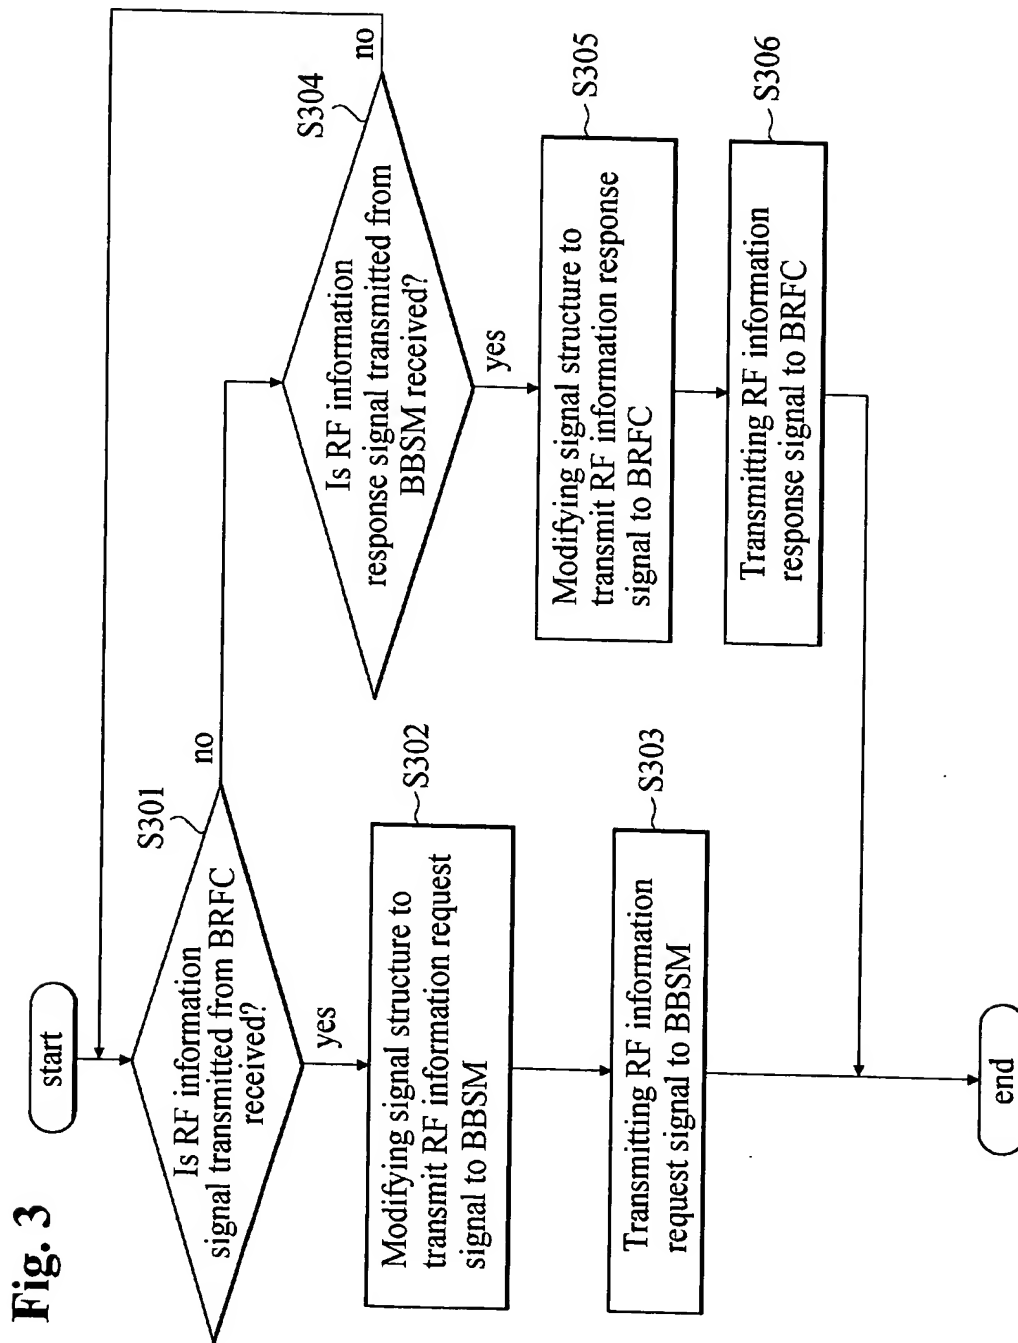 Fig. 3
start
S301
Is RF information
signal transmitted from BRFC
received?
no
yes
S302
Modifying signal structure to
transmit RF information request
signal to BBSM
S303
Transmitting RF information
request signal to BBSM
S304
Is RF information
response signal transmitted from
BBSM received?
no
yes
S305
Modifying signal structure to
transmit RF information response
signal to BRFC
S306
Transmitting RF information
response signal to BRFC
end